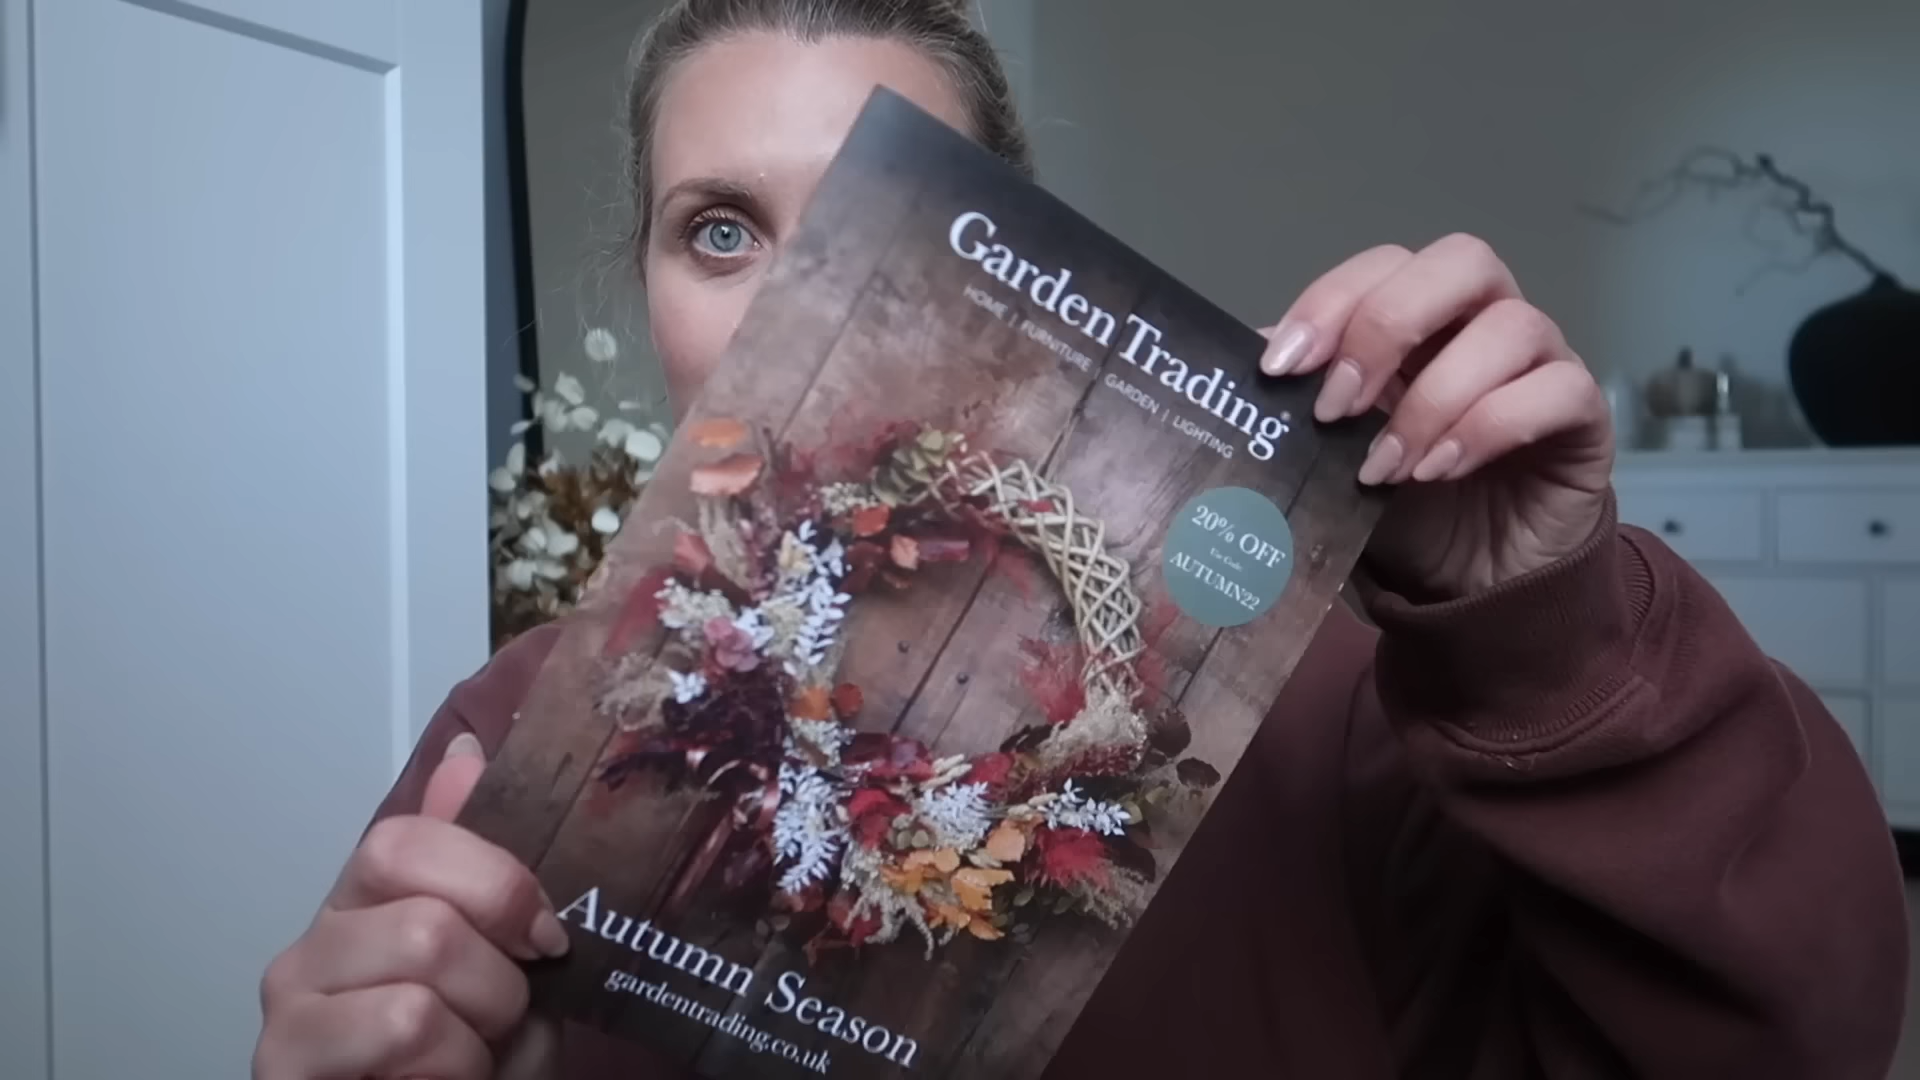 Garden Trading®
HOME | FURNITURE | GARDEN | LIGHTING
20% OFF
Use Code:
AUTUMN22
Autumn Season
gardentrading.co.uk